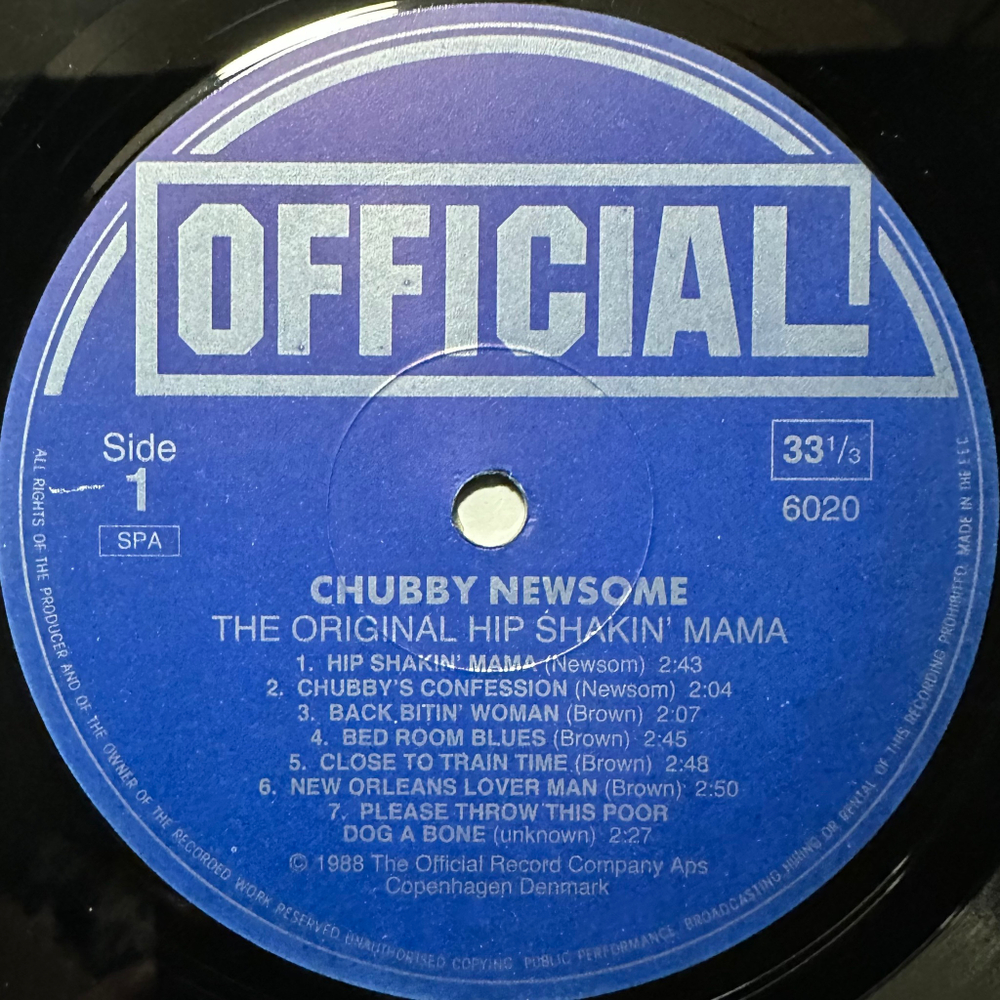 OFFICIAL
Side
1
SPA
33 1/3
6020
CHUBBY NEWSOME
THE ORIGINAL HIP SHAKIN' MAMA
1. HIP SHAKIN' MAMA (Newsom) 2:43
2. CHUBBY'S CONFESSION (Newsom) 2:04
3. BACK BITIN' WOMAN (Brown) 2:07
4. BED ROOM BLUES (Brown) 2:45
5. CLOSE TO TRAIN TIME (Brown) 2:48
6. NEW ORLEANS LOVER MAN (Brown) 2:50
7. PLEASE THROW THIS POOR
DOG A BONE (unknown) 2:27
© 1988 The Official Record Company Aps
Copenhagen Denmark
ALL RIGHTS OF THE PRODUCER AND OF THE OWNER OF THE RECORDED WORK RESERVED UNAUTHORISED COPYING, PUBLIC PERFORMANCE, BROADCASTING, HIRING OR RENTAL OF THIS RECORDING PROHIBITED. MADE IN THE E.E.C.